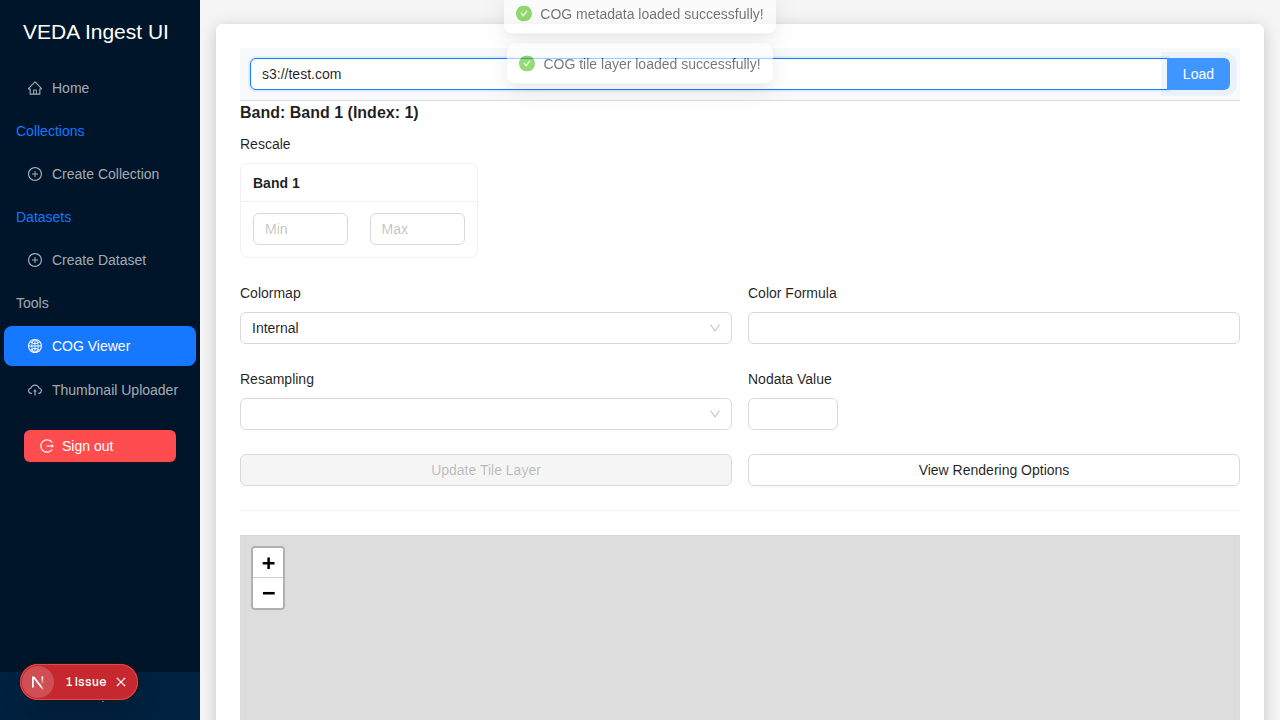 VEDA Ingest UI
Home
Collections
Create Collection
Datasets
Create Dataset
Tools
COG Viewer
Thumbnail Uploader
Sign out
1 Issue
COG metadata loaded successfully!
COG tile layer loaded successfully!
s3://test.com
Load
Band: Band 1 (Index: 1)
Rescale
Band 1
Min
Max
Colormap
Color Formula
Internal
Resampling
Nodata Value
Update Tile Layer
View Rendering Options
+
−